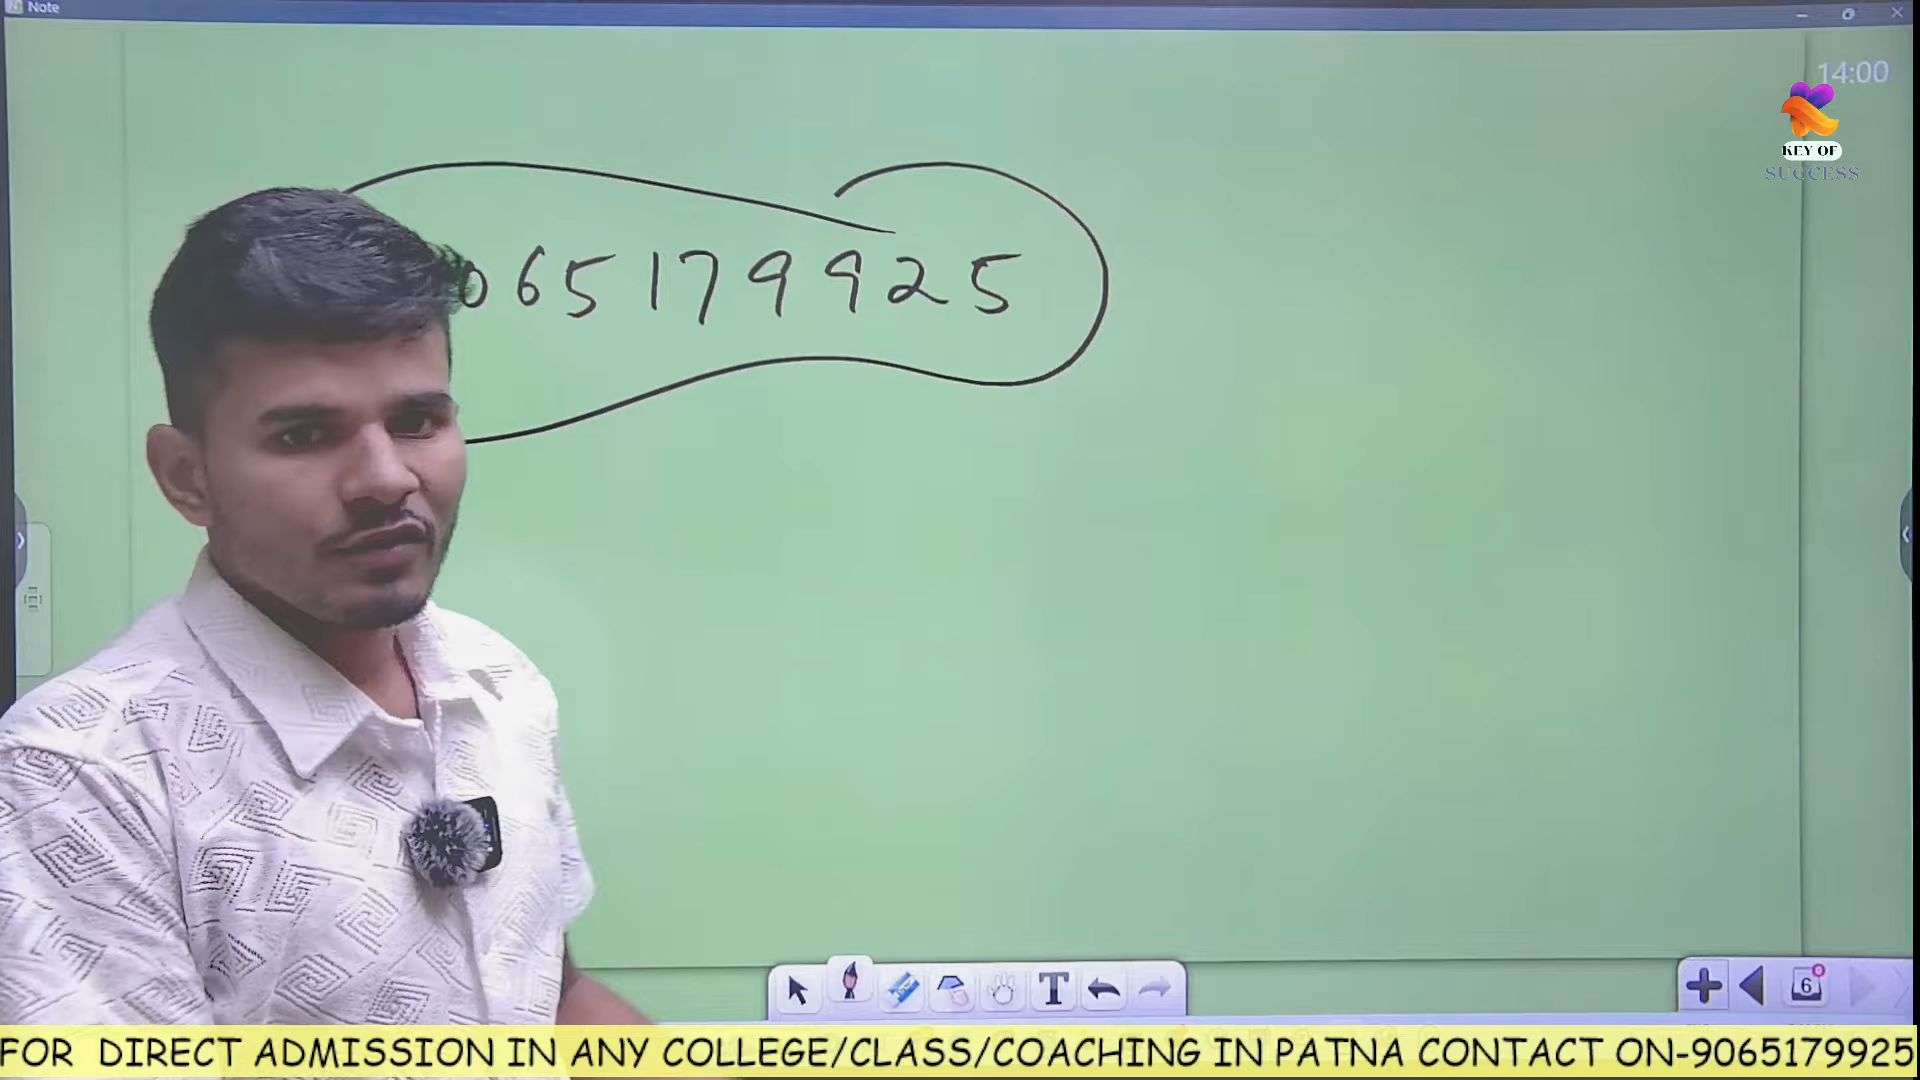 Note
14:00
KEY OF
SUCCESS
065179925
6
FOR DIRECT ADMISSION IN ANY COLLEGE/CLASS/COACHING IN PATNA CONTACT ON-9065179925